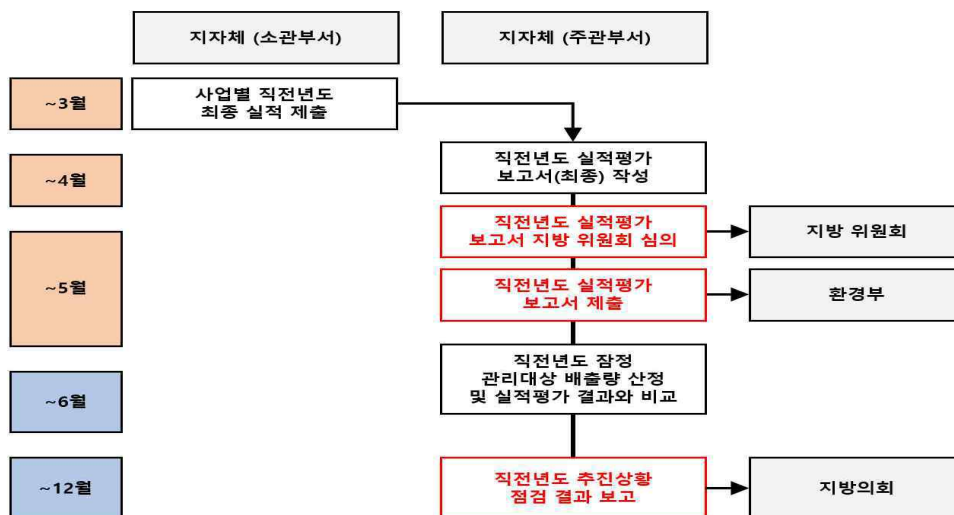 지자체 (소관부서)
지자체 (주관부서)
~3월
사업별 직전년도
최종 실적 제출
~4월
직전년도 실적평가
보고서(최종) 작성
직전년도 실적평가
보고서 지방 위원회 심의
지방 위원회
~5월
직전년도 실적평가
보고서 제출
환경부
~6월
직전년도 잠정
관리대상 배출량 산정
및 실적평가 결과와 비교
~12월
직전년도 추진상황
점검 결과 보고
지방의회